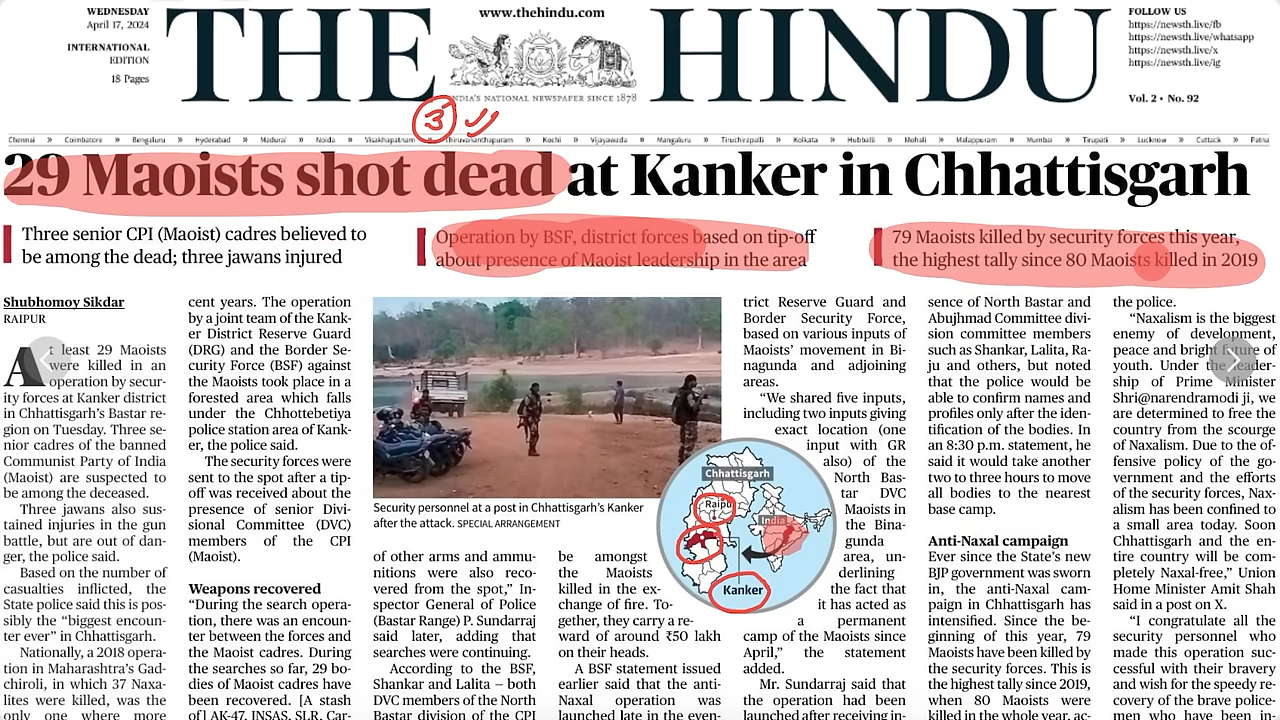 WEDNESDAY
April 17, 2024
INTERNATIONAL
EDITION
18 Pages
www.thehindu.com
THE HINDU
INDIA'S NATIONAL NEWSPAPER SINCE 1878
FOLLOW US
https://newsth.live/fb
https://newsth.live/whatsapp
https://newsth.live/x
https://newsth.live/ig
Vol. 2 • No. 92
3
Chennai » Coimbatore » Bengaluru » Hyderabad » Madurai » Noida » Visakhapatnam » Thiruvananthapuram » Kochi » Vijayawada » Mangaluru » Tiruchirapalli » Kolkata » Hubballi » Mohali » Malappuram » Mumbai » Tirupati » Lucknow » Cuttack » Patna
29 Maoists shot dead at Kanker in Chhattisgarh
Three senior CPI (Maoist) cadres believed to
be among the dead; three jawans injured
Operation by BSF, district forces based on tip-off
about presence of Maoist leadership in the area
79 Maoists killed by security forces this year,
the highest tally since 80 Maoists killed in 2019
Shubhomoy Sikdar
RAIPUR
At least 29 Maoists
were killed in an
operation by secur-
ity forces at Kanker district
in Chhattisgarh's Bastar re-
gion on Tuesday. Three se-
nior cadres of the banned
Communist Party of India
(Maoist) are suspected to
be among the deceased.
Three jawans also sus-
tained injuries in the gun
battle, but are out of dan-
ger, the police said.
Based on the number of
casualties inflicted, the
State police said this is pos-
sibly the "biggest encoun-
ter ever" in Chhattisgarh.
Nationally, a 2018 opera-
tion in Maharashtra's Gad-
chiroli, in which 37 Naxa-
lites were killed, was the
only one where more
cent years. The operation
by a joint team of the Kank-
er District Reserve Guard
(DRG) and the Border Se-
curity Force (BSF) against
the Maoists took place in a
forested area which falls
under the Chhottebetiya
police station area of Kank-
er, the police said.
The security forces were
sent to the spot after a tip-
off was received about the
presence of senior Divi-
sional Committee (DVC)
members of the CPI
(Maoist).
Weapons recovered
"During the search opera-
tion, there was an encoun-
ter between the forces and
the Maoist cadres. During
the searches so far, 29 bo-
dies of Maoist cadres have
been recovered. [A stash
of] AK-47, INSAS, SLR, Car-
Security personnel at a post in Chhattisgarh's Kanker
after the attack. SPECIAL ARRANGEMENT
of other arms and ammu-
nitions were also reco-
vered from the spot," In-
spector General of Police
(Bastar Range) P. Sundarraj
said later, adding that
searches were continuing.
According to the BSF,
Shankar and Lalita – both
DVC members of the North
Bastar division of the CPI
be amongst
the Maoists
killed in the ex-
change of fire. To-
gether, they carry a re-
ward of around ₹50 lakh
on their heads.
A BSF statement issued
earlier said that the anti-
Naxal operation was
launched late in the even-
Chhattisgarh
Raipur
India
Kanker
trict Reserve Guard and
Border Security Force,
based on various inputs of
Maoists' movement in Bi-
nagunda and adjoining
areas.
"We shared five inputs,
including two inputs giving
exact location (one
input with GR
also) of the
North Bas-
tar DVC
Maoists in
the Bina-
gunda
area, un-
derlining
the fact that
it has acted as
a permanent
camp of the Maoists since
April," the statement
added.
Mr. Sundarraj said that
the operation had been
launched after receiving in-
sence of North Bastar and
Abujhmad Committee divi-
sion committee members
such as Shankar, Lalita, Ra-
ju and others, but noted
that the police would be
able to confirm names and
profiles only after the iden-
tification of the bodies. In
an 8:30 p.m. statement, he
said it would take another
two to three hours to move
all bodies to the nearest
base camp.
Anti-Naxal campaign
Ever since the State's new
BJP government was sworn
in, the anti-Naxal cam-
paign in Chhattisgarh has
intensified. Since the be-
ginning of this year, 79
Maoists have been killed by
the security forces. This is
the highest tally since 2019,
when 80 Maoists were
killed in the whole year, ac-
the police.
"Naxalism is the biggest
enemy of development,
peace and bright future of
youth. Under the leader-
ship of Prime Minister
Shri@narendramodi ji, we
are determined to free the
country from the scourge
of Naxalism. Due to the of-
fensive policy of the go-
vernment and the efforts
of the security forces, Nax-
alism has been confined to
a small area today. Soon
Chhattisgarh and the en-
tire country will be com-
pletely Naxal-free," Union
Home Minister Amit Shah
said in a post on X.
"I congratulate all the
security personnel who
made this operation suc-
cessful with their bravery
and wish for the speedy re-
covery of the brave police-
men who have been in-